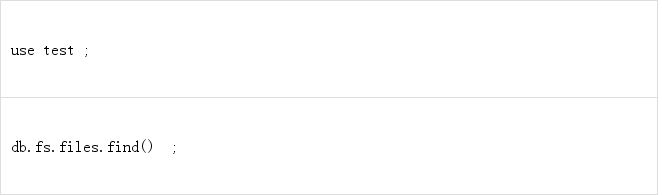 use test ;
db.fs.files.find()  ;